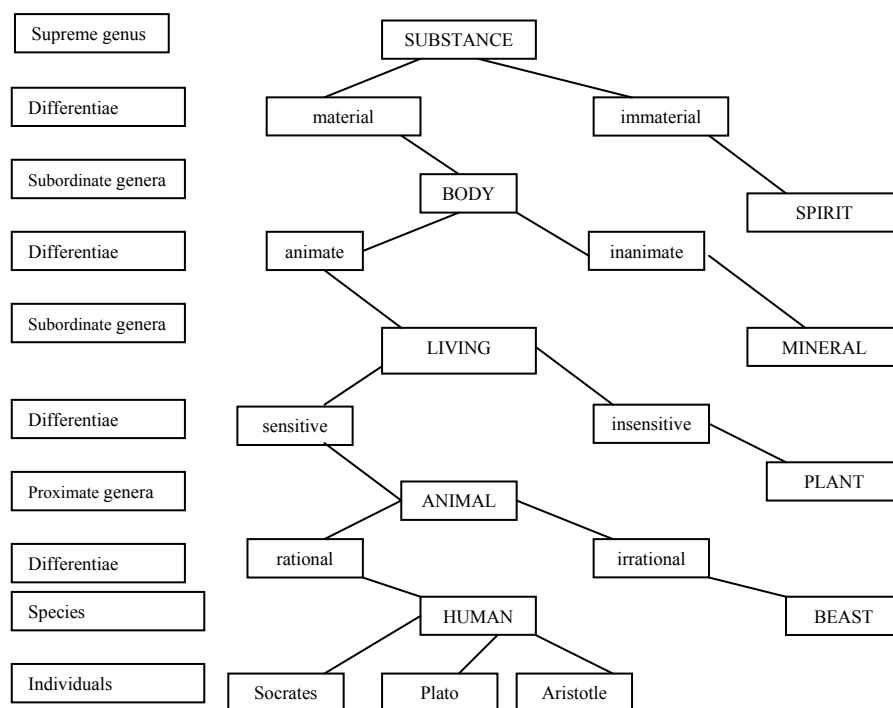 Supreme genus
SUBSTANCE
Differentiae
material
immaterial
Subordinate genera
BODY
SPIRIT
Differentiae
animate
inanimate
Subordinate genera
LIVING
MINERAL
Differentiae
sensitive
insensitive
Proximate genera
ANIMAL
PLANT
Differentiae
rational
irrational
Species
HUMAN
BEAST
Individuals
Socrates
Plato
Aristotle